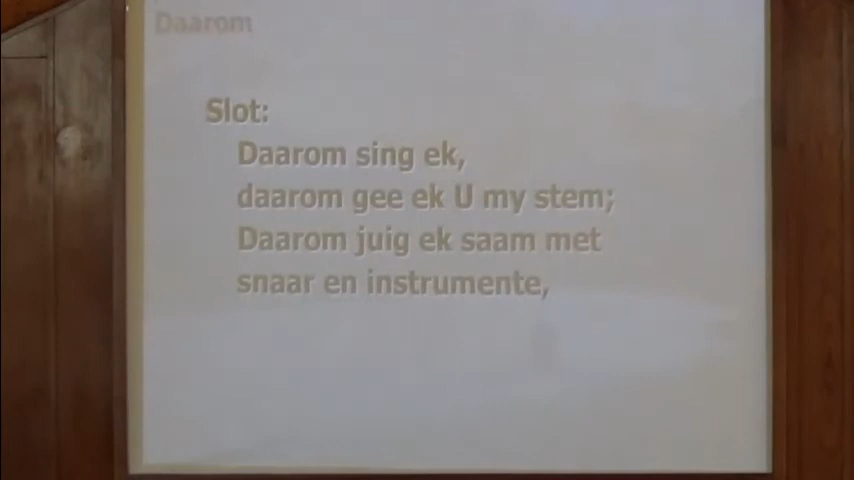 Daarom
Slot:
Daarom sing ek,
daarom gee ek U my stem;
Daarom juig ek saam met
snaar en instrumente,